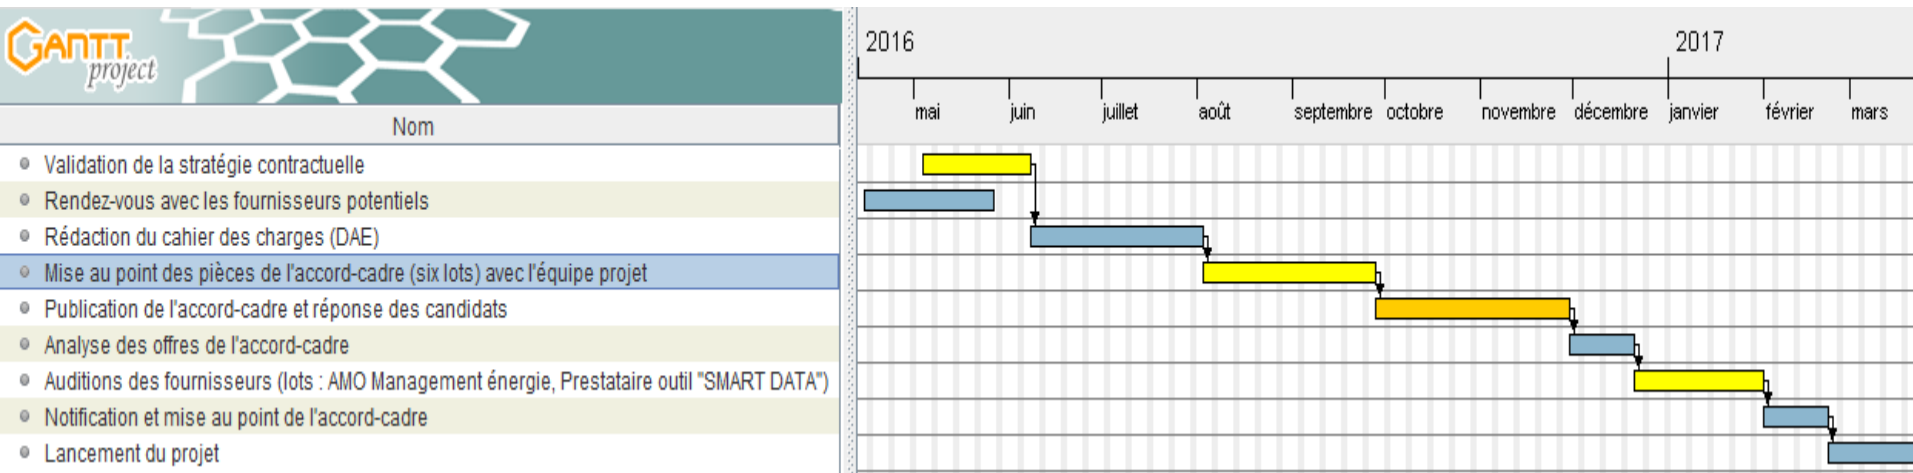 GANTT
project
2016
2017
mai juin juillet août septembre octobre novembre décembre janvier février mars
Nom
Validation de la stratégie contractuelle
Rendez-vous avec les fournisseurs potentiels
Rédaction du cahier des charges (DAE)
Mise au point des pièces de l'accord-cadre (six lots) avec l'équipe projet
Publication de l'accord-cadre et réponse des candidats
Analyse des offres de l'accord-cadre
Auditions des fournisseurs (lots : AMO Management énergie, Prestataire outil "SMART DATA")
Notification et mise au point de l'accord-cadre
Lancement du projet